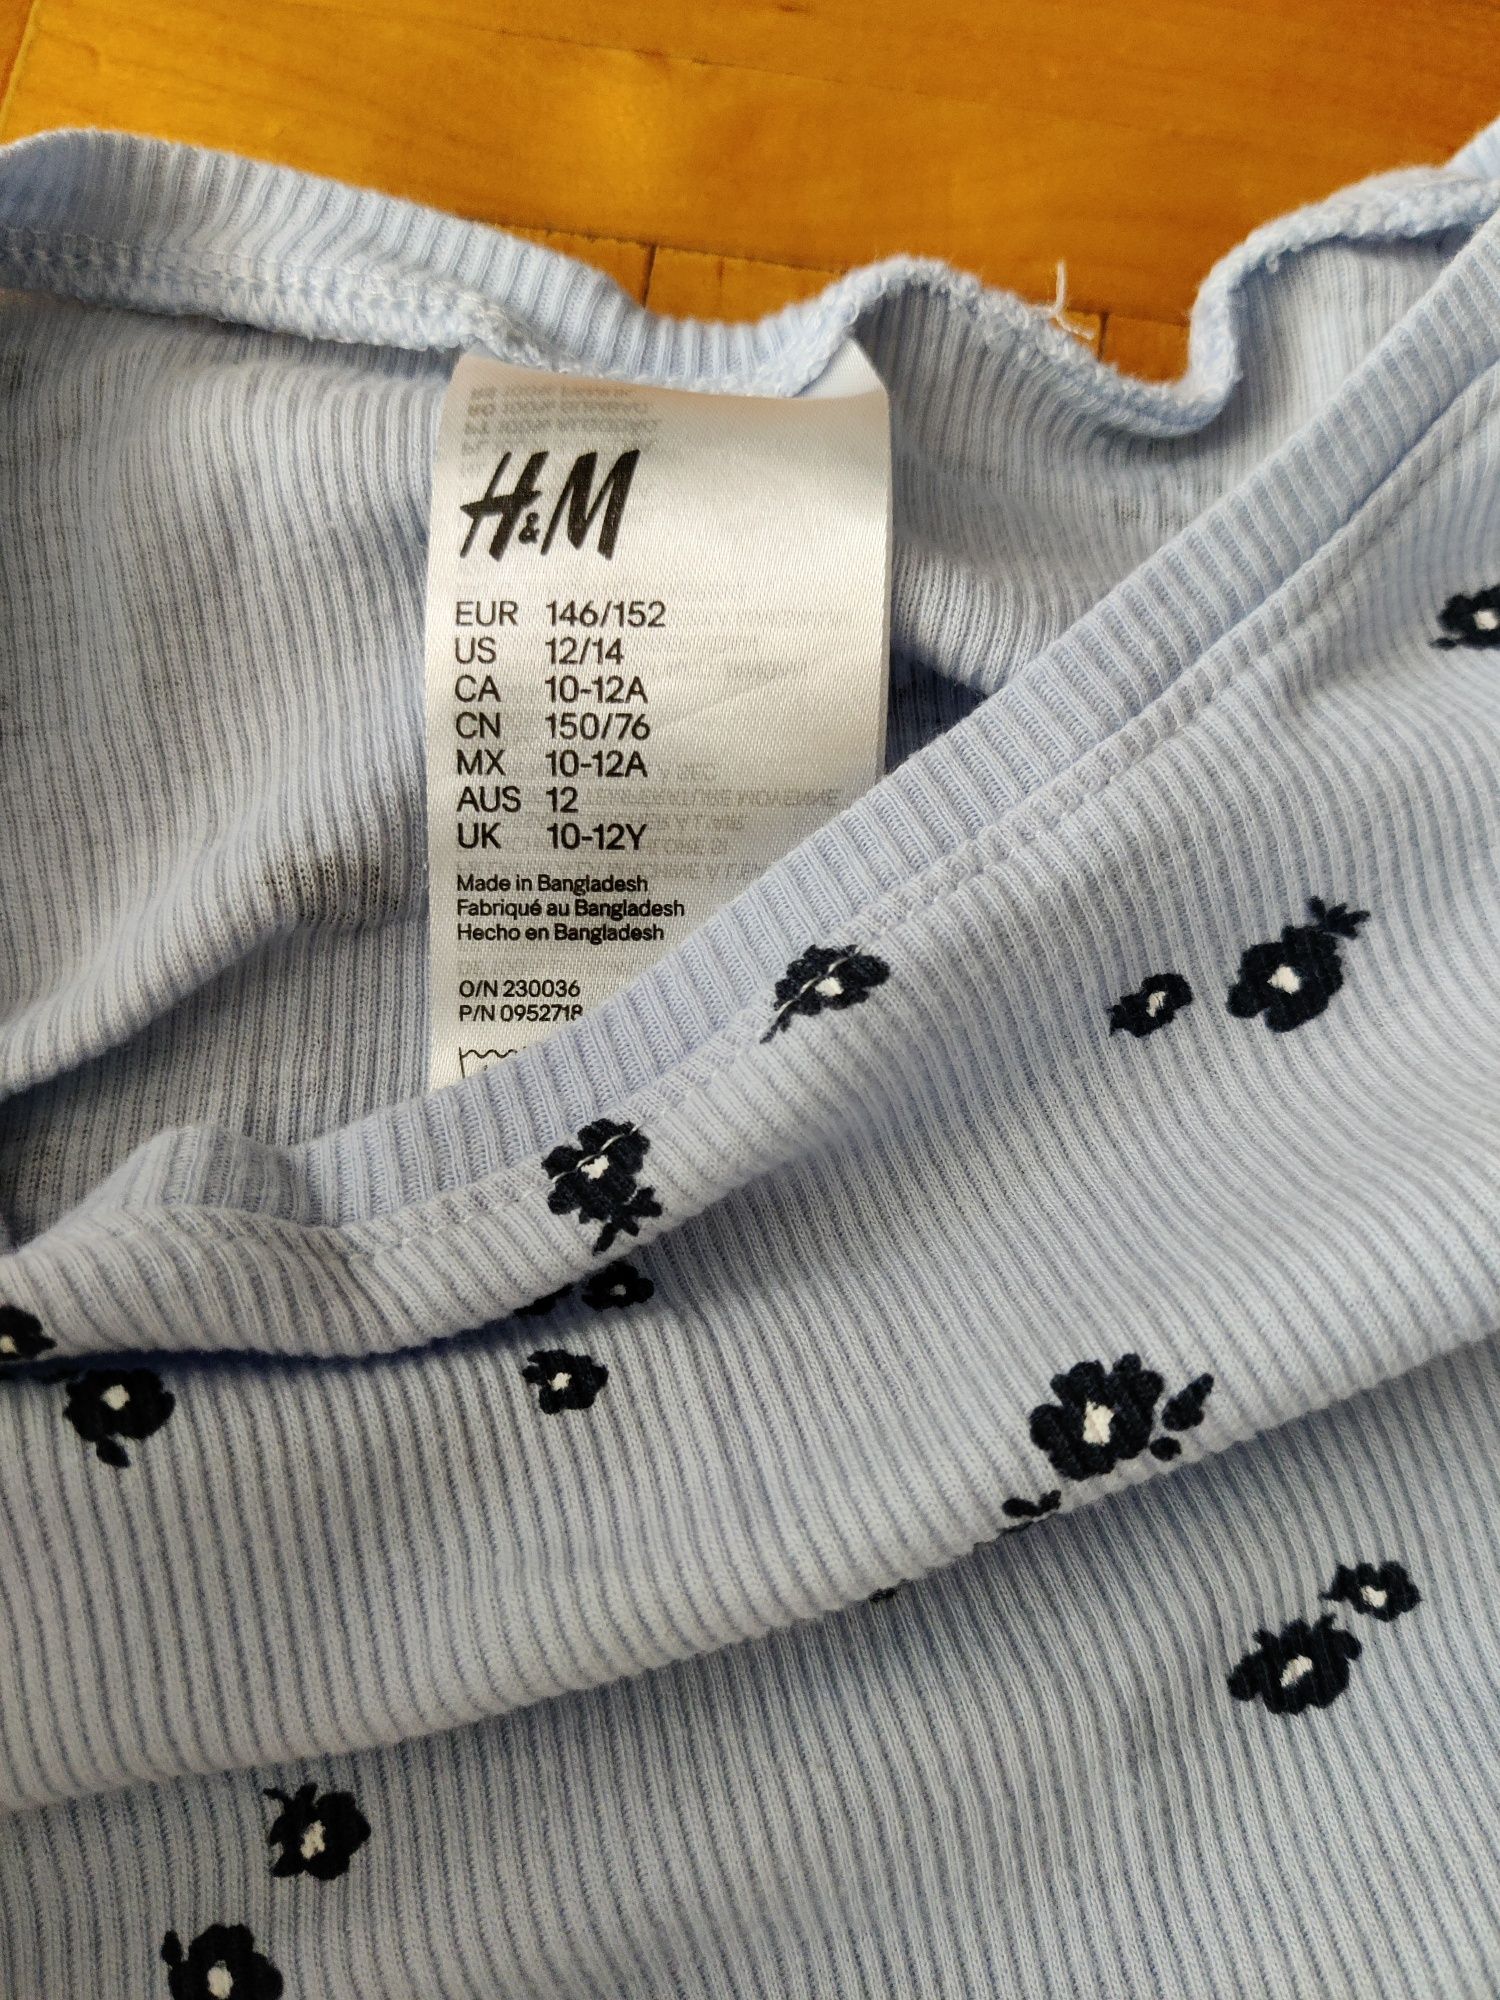 H&M
EUR 146/152
US 12/14
CA 10-12A
CN 150/76
MX 10-12A
AUS 12
UK 10-12Y
Made in Bangladesh
Fabriqué au Bangladesh
Hecho en Bangladesh
O/N 230036
P/N 0952718